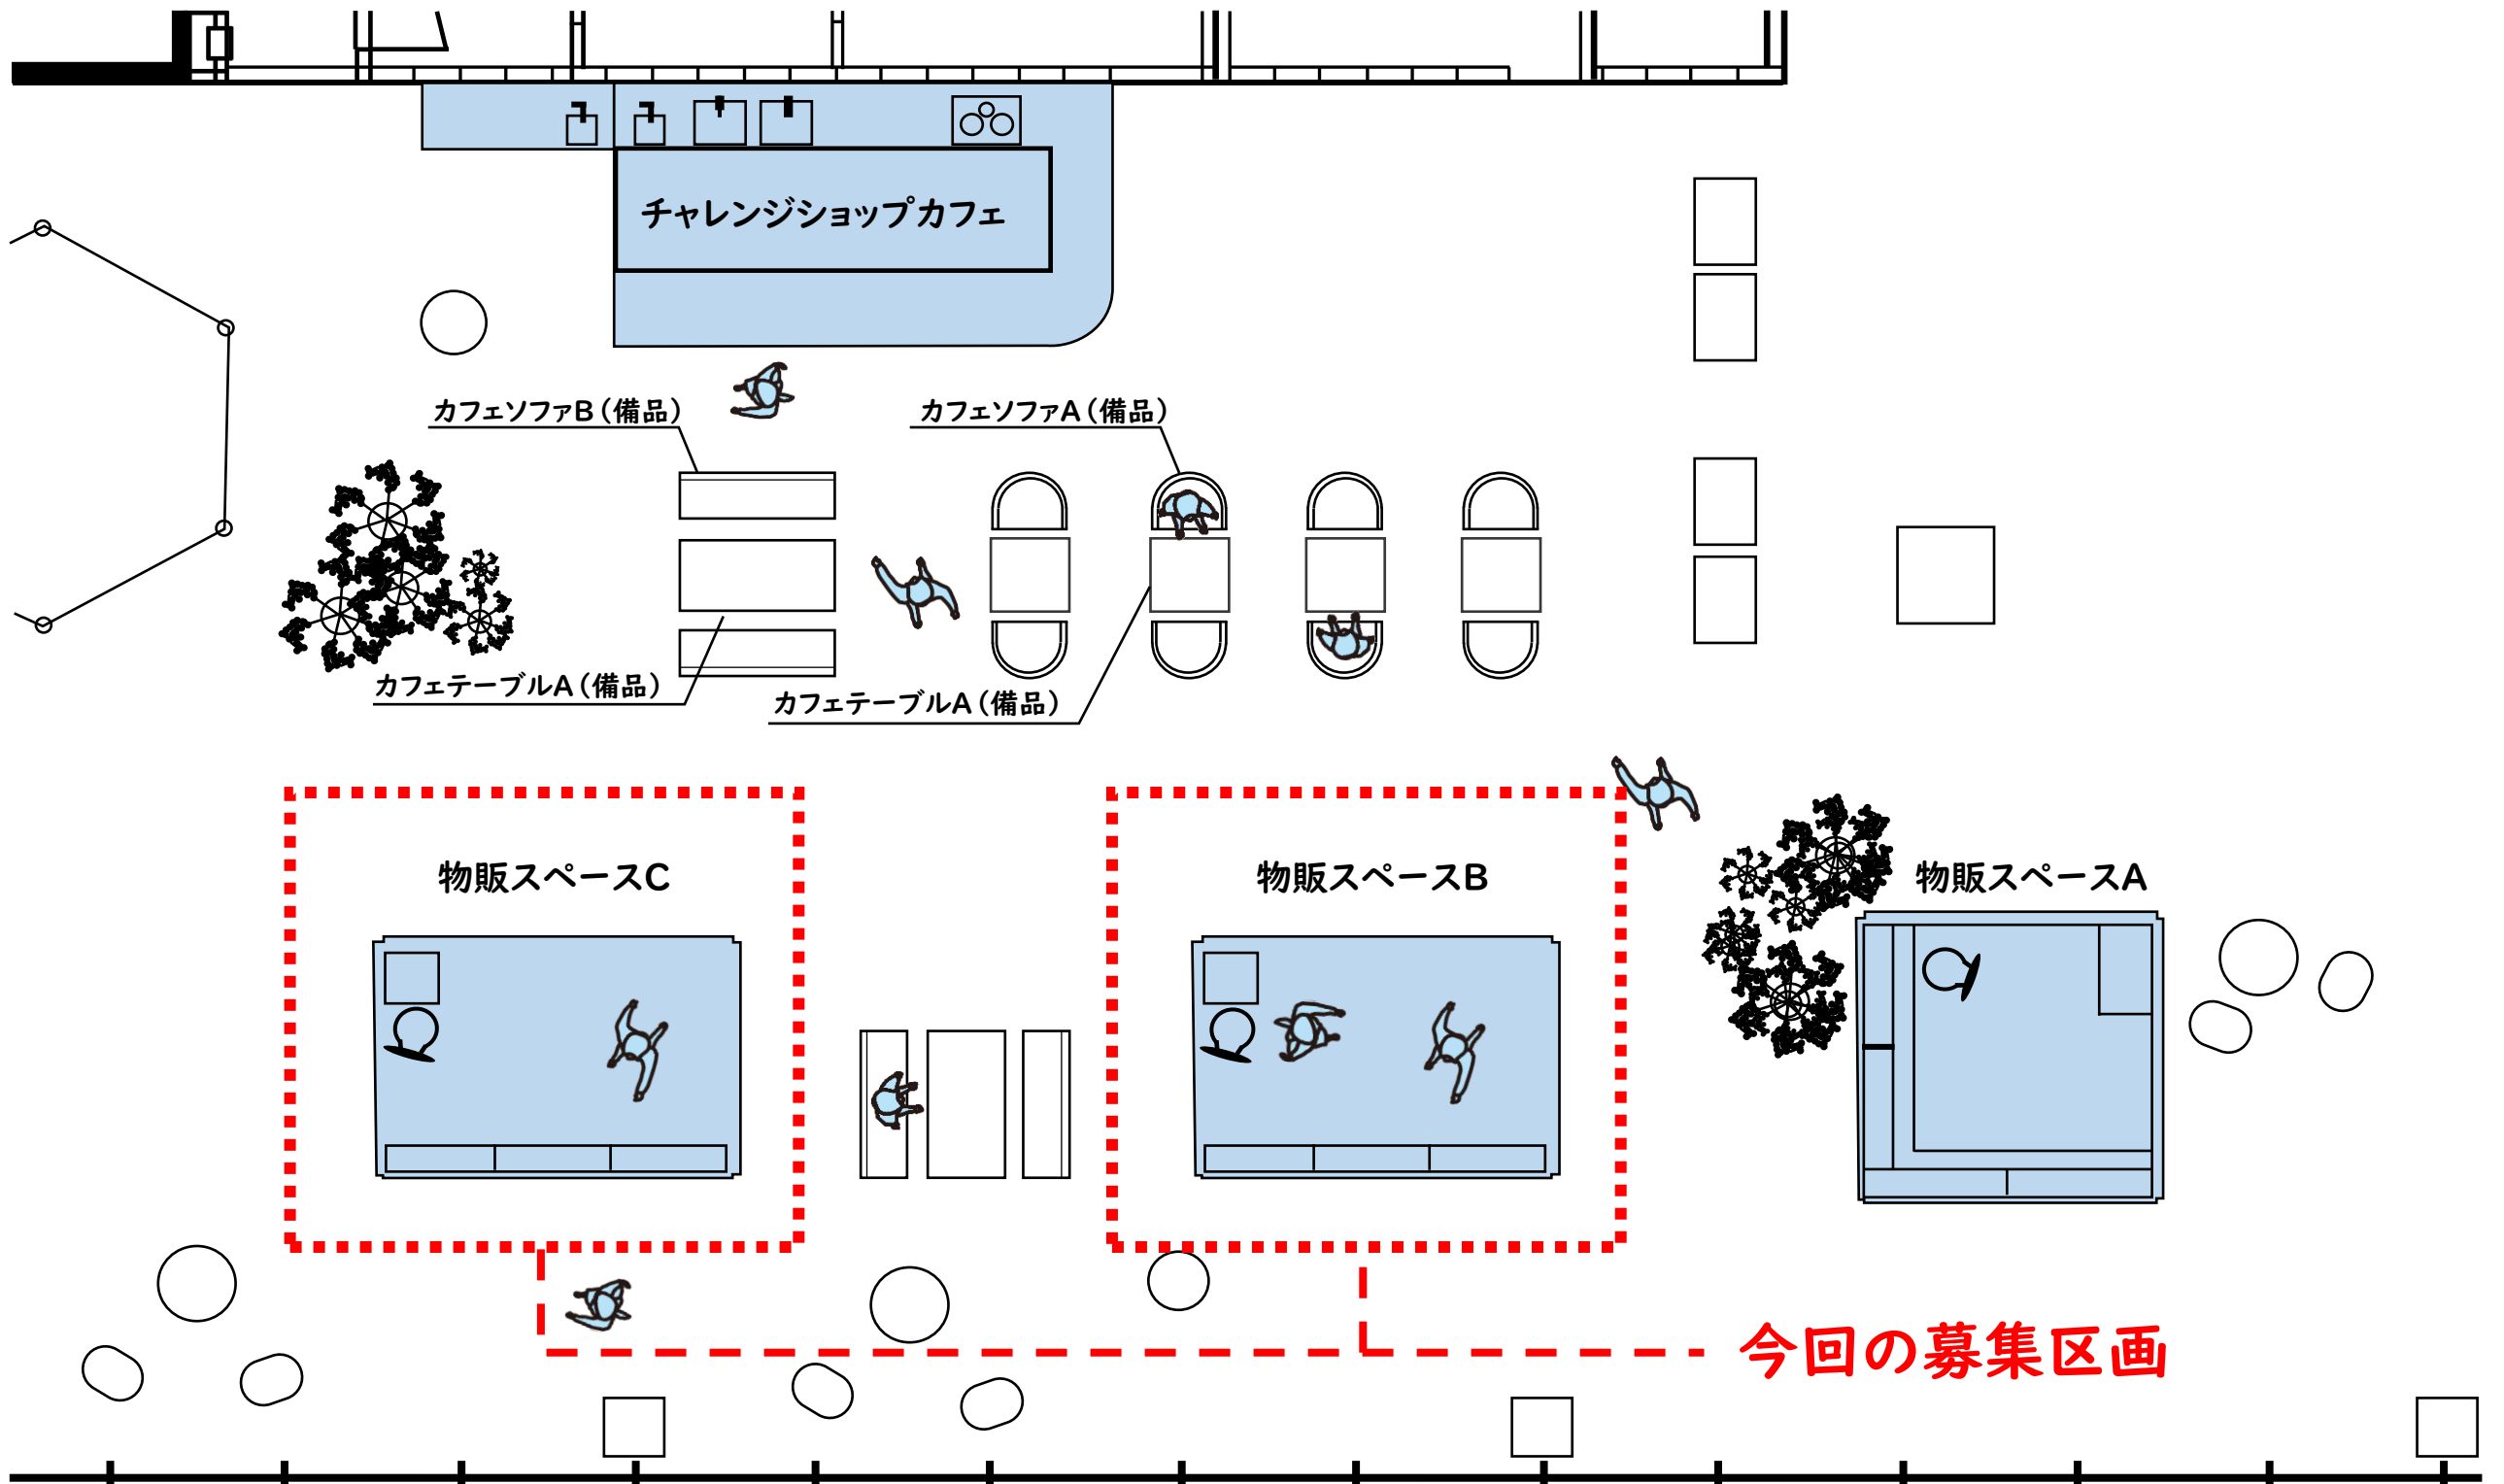 チャレンジショップカフェ
カフェソファB（備品）
カフェソファA（備品）
カフェテーブルA（備品）
カフェテーブルA（備品）
物販スペースC
物販スペースB
物販スペースA
今回の募集区画